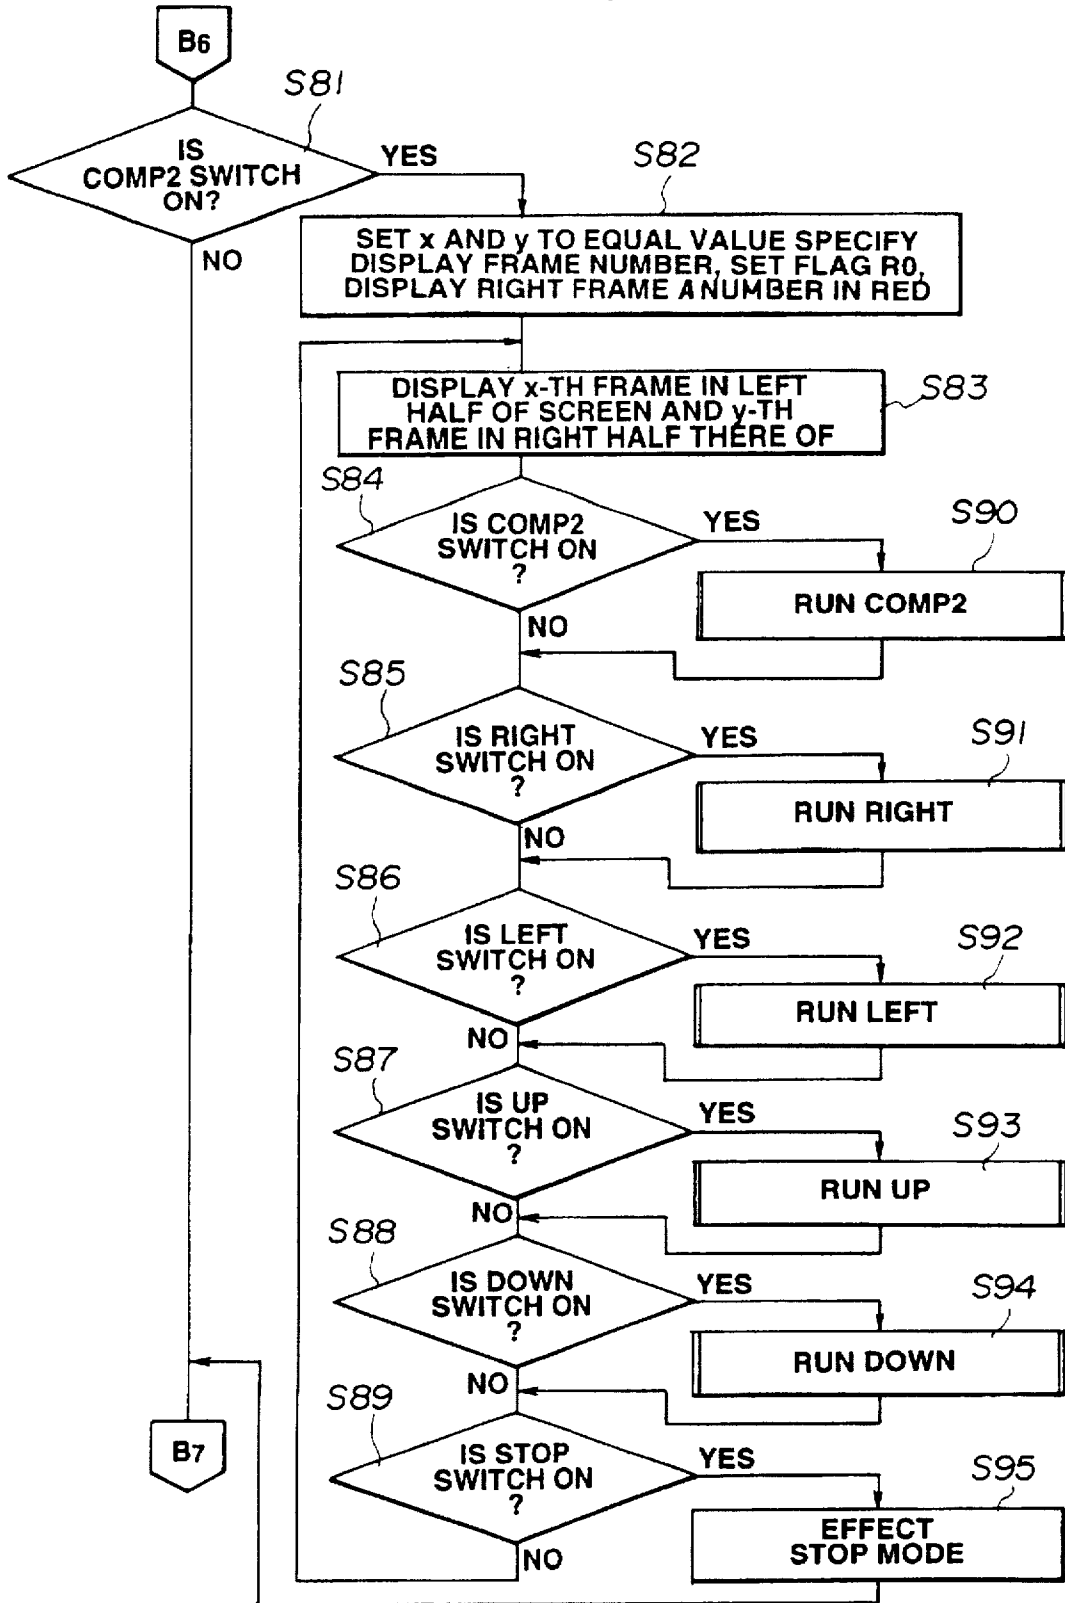 B6
S81
IS
COMP2 SWITCH
ON?
YES
NO
S82
SET x AND y TO EQUAL VALUE SPECIFY
DISPLAY FRAME NUMBER, SET FLAG R0,
DISPLAY RIGHT FRAME A NUMBER IN RED
S83
DISPLAY x-TH FRAME IN LEFT
HALF OF SCREEN AND y-TH
FRAME IN RIGHT HALF THERE OF
S84
IS COMP2
SWITCH ON
?
YES
NO
S90
RUN COMP2
S85
IS RIGHT
SWITCH ON
?
YES
NO
S91
RUN RIGHT
S86
IS LEFT
SWITCH ON
?
YES
NO
S92
RUN LEFT
S87
IS UP
SWITCH ON
?
YES
NO
S93
RUN UP
S88
IS DOWN
SWITCH ON
?
YES
NO
S94
RUN DOWN
S89
IS STOP
SWITCH ON
?
YES
NO
S95
EFFECT
STOP MODE
B7